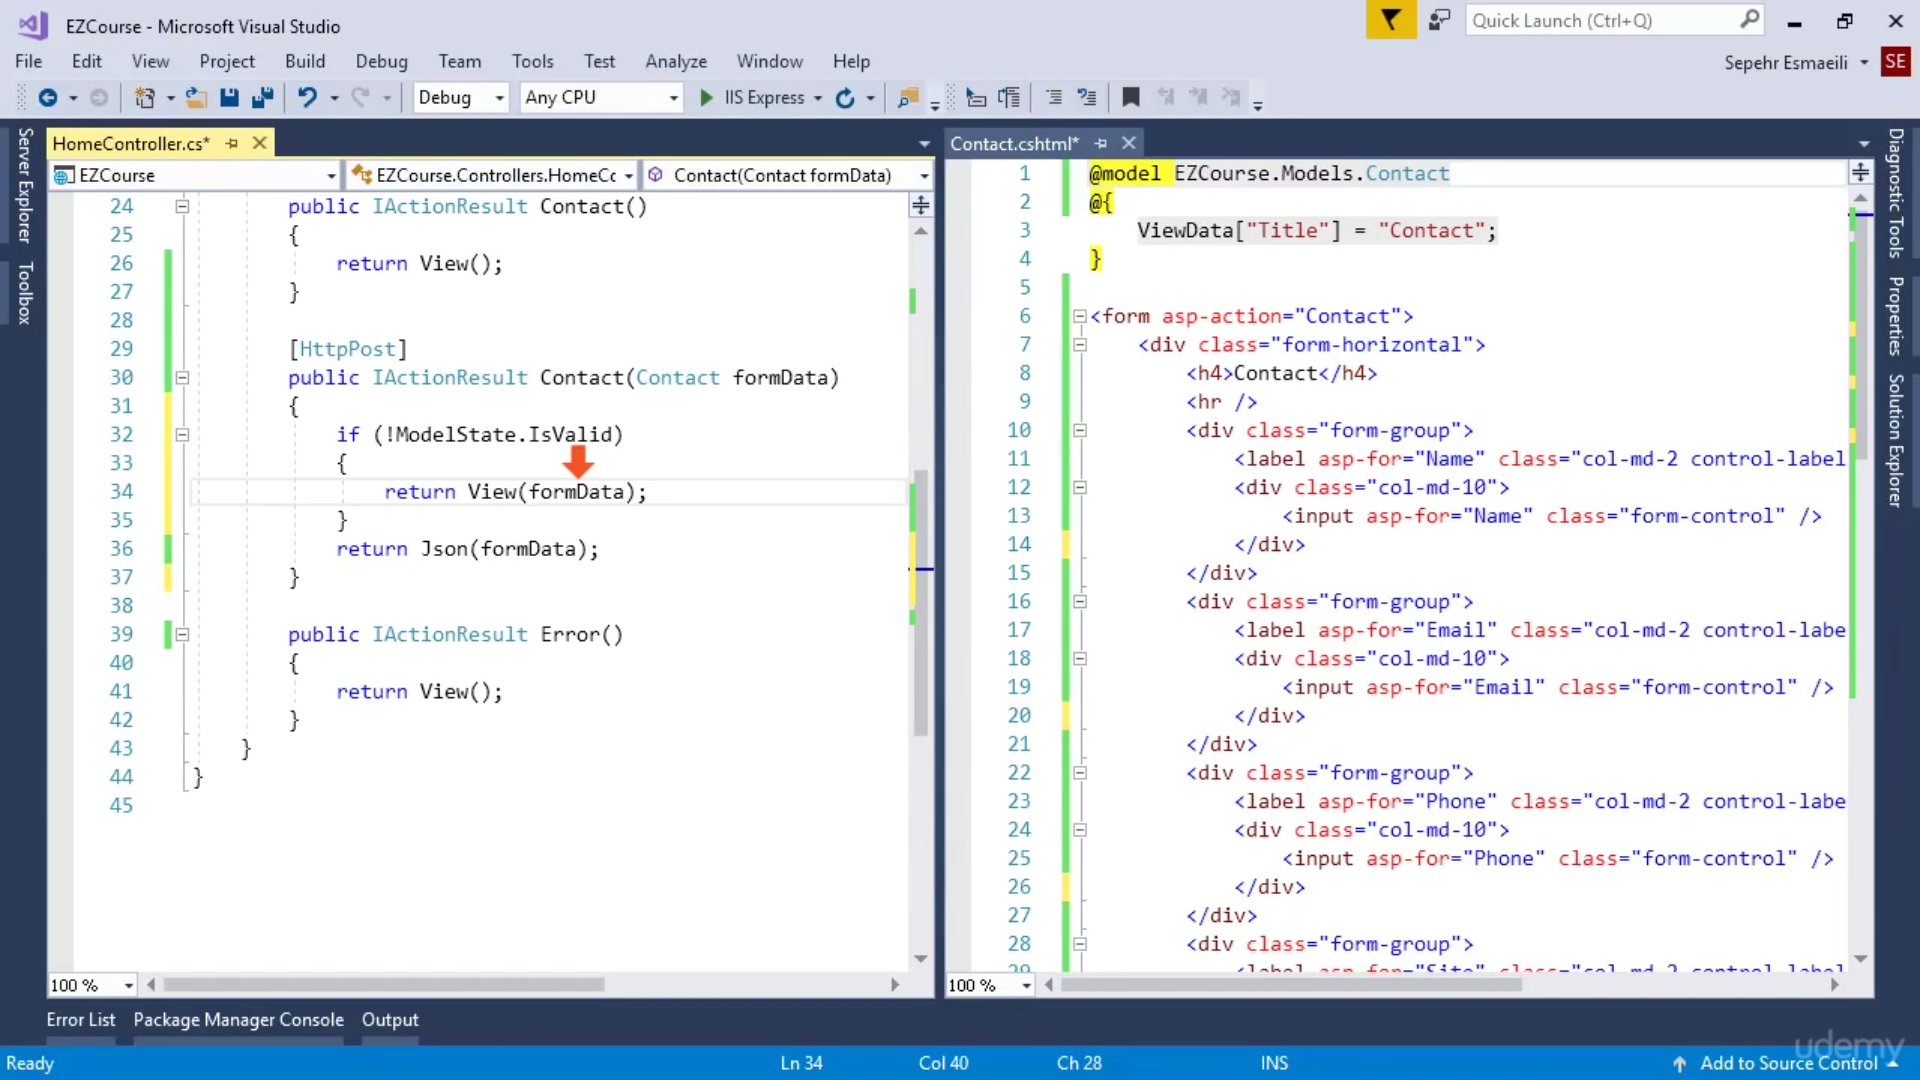 EZCourse - Microsoft Visual Studio
Quick Launch (Ctrl+Q)
File Edit View Project Build Debug Team Tools Test Analyze Window Help
Sepehr Esmaeili SE
Debug Any CPU IIS Express
Server Explorer
Toolbox
HomeController.cs*
EZCourse EZCourse.Controllers.HomeCc Contact(Contact formData)
24 public IActionResult Contact()
25 {
26 return View();
27 }
28
29 [HttpPost]
30 public IActionResult Contact(Contact formData)
31 {
32 if (!ModelState.IsValid)
33 {
34 return View(formData);
35 }
36 return Json(formData);
37 }
38
39 public IActionResult Error()
40 {
41 return View();
42 }
43 }
44 }
45
100 %
Contact.cshtml*
1 @model EZCourse.Models.Contact
2 @{
3 ViewData["Title"] = "Contact";
4 }
5
6 <form asp-action="Contact">
7 <div class="form-horizontal">
8 <h4>Contact</h4>
9 <hr />
10 <div class="form-group">
11 <label asp-for="Name" class="col-md-2 control-label
12 <div class="col-md-10">
13 <input asp-for="Name" class="form-control" />
14 </div>
15 </div>
16 <div class="form-group">
17 <label asp-for="Email" class="col-md-2 control-labe
18 <div class="col-md-10">
19 <input asp-for="Email" class="form-control" />
20 </div>
21 </div>
22 <div class="form-group">
23 <label asp-for="Phone" class="col-md-2 control-labe
24 <div class="col-md-10">
25 <input asp-for="Phone" class="form-control" />
26 </div>
27 </div>
28 <div class="form-group">
29 <label asp-for="Site" class="col-md-2 control-label
100 %
Diagnostic Tools
Properties
Solution Explorer
Error List Package Manager Console Output
Ready Ln 34 Col 40 Ch 28 INS Add to Source Control
udemy